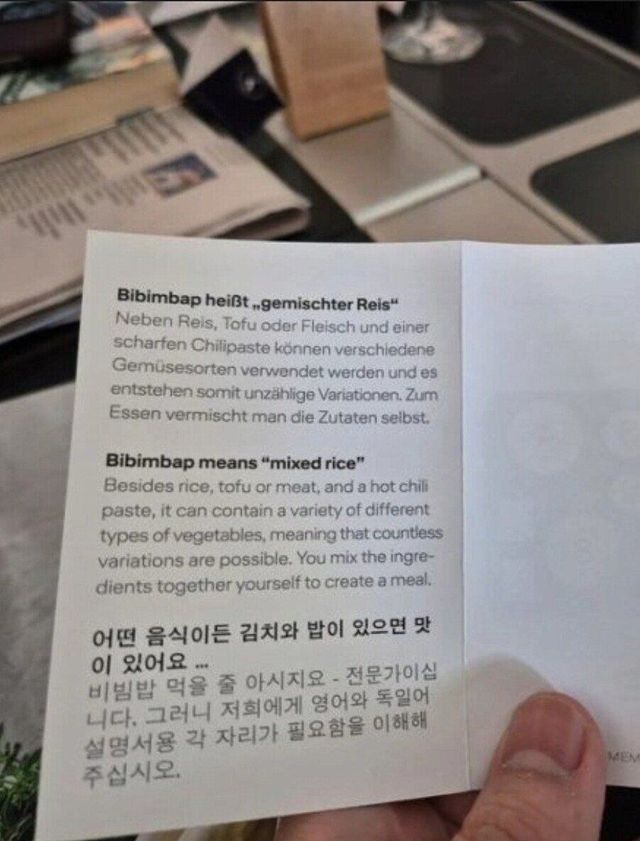 Bibimbap heißt „gemischter Reis“
Neben Reis, Tofu oder Fleisch und einer
scharfen Chilipaste können verschiedene
Gemüsesorten verwendet werden und es
entstehen somit unzählige Variationen. Zum
Essen vermischt man die Zutaten selbst.
Bibimbap means “mixed rice”
Besides rice, tofu or meat, and a hot chili
paste, it can contain a variety of different
types of vegetables, meaning that countless
variations are possible. You mix the ingre-
dients together yourself to create a meal.
어떤 음식이든 김치와 밥이 있으면 맛
이 있어요 ...
비빔밥 먹을 줄 아시지요 - 전문가이십
니다. 그러니 저희에게 영어와 독일어
설명서용 각 자리가 필요함을 이해해
주십시오.